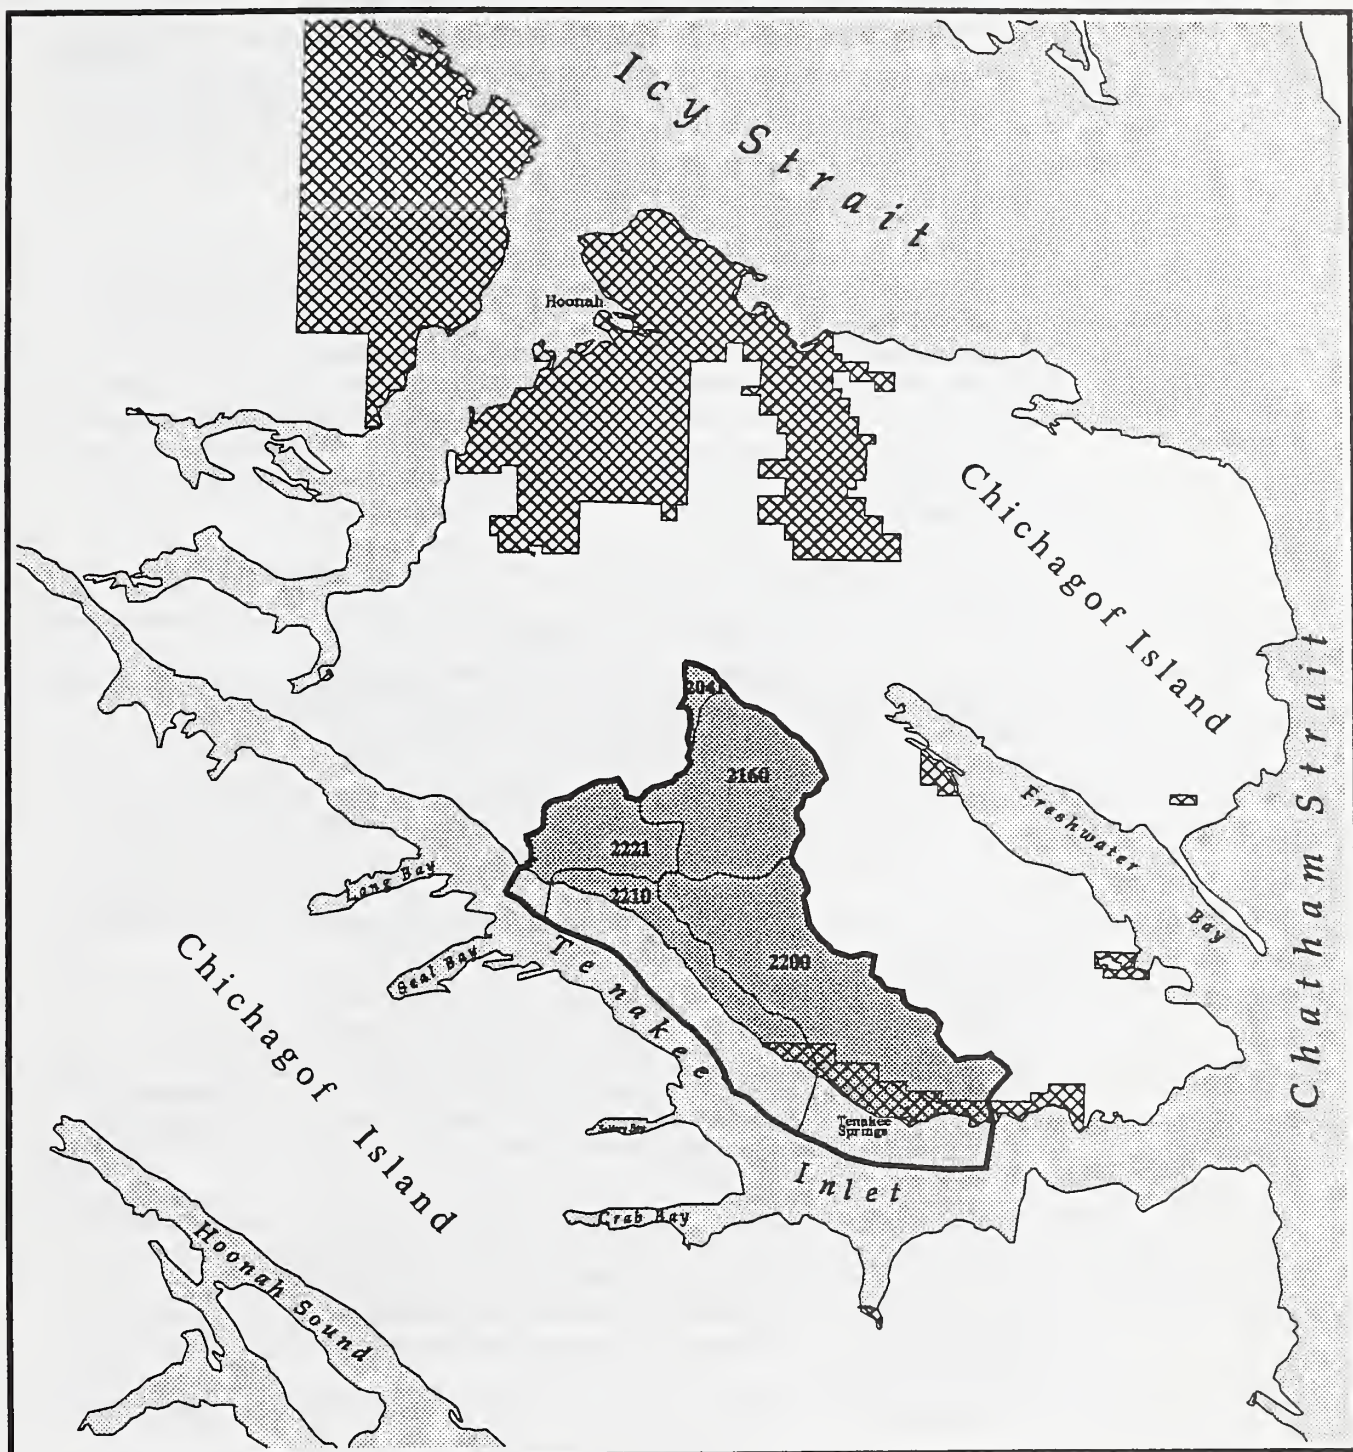 Icy Strait
Hoonah
Chichagof Island
Chatham Strait
2041
2160
Freshwater
Bay
2221
2210
Long Bay
2200
Seal Bay
Tenakee
Inlet
Chichagof
Island
Tenakee
Springs
Crab Bay
Hoonah Sound